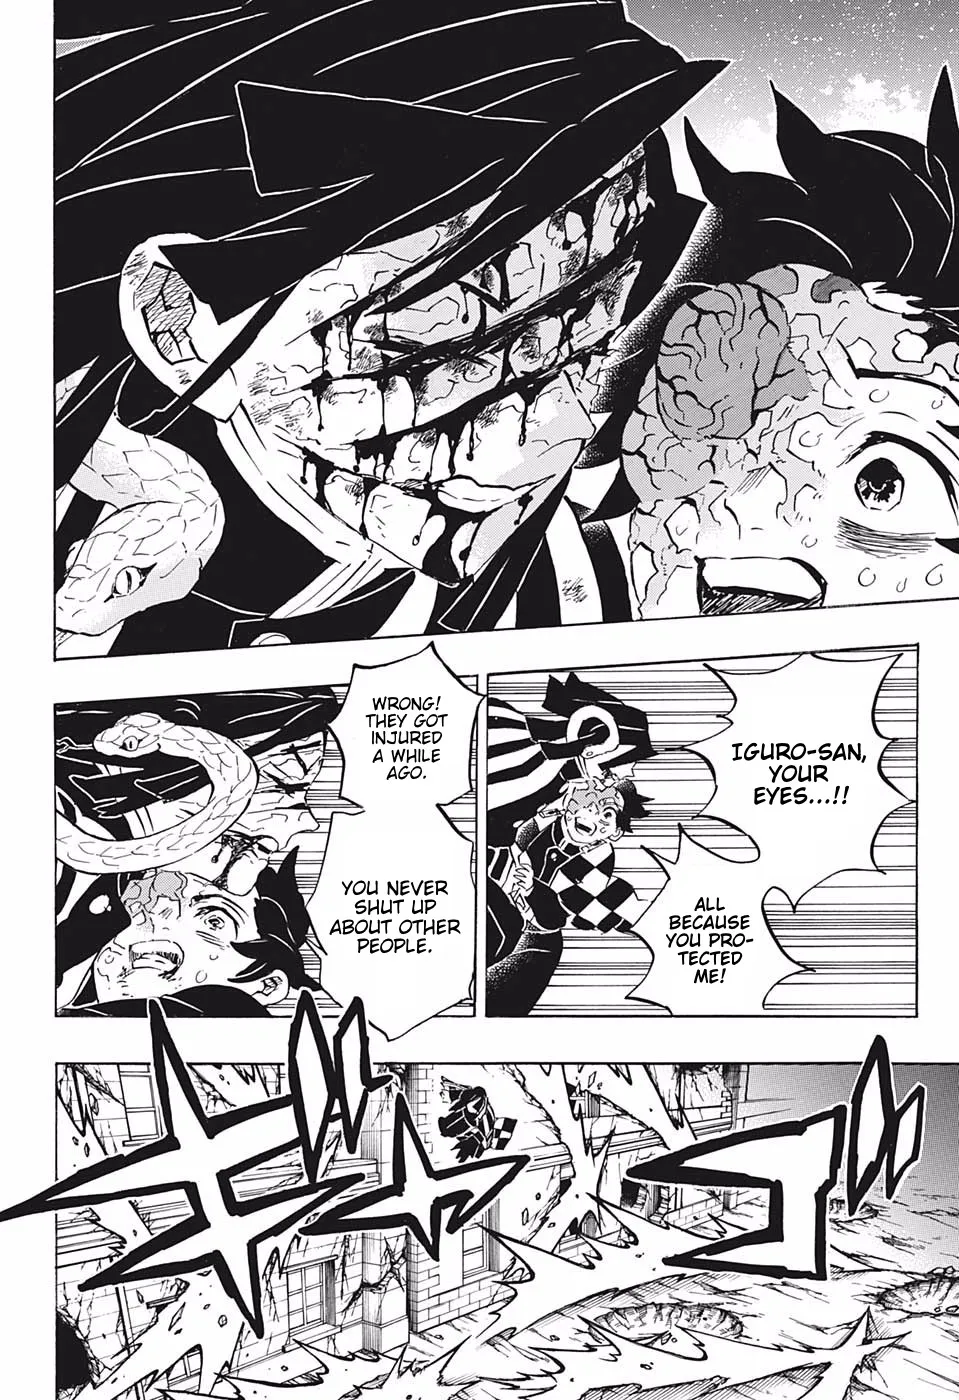 IGURO-SAN,
YOUR
EYES...!!
ALL
BECAUSE
YOU PRO-
TECTED
ME!
WRONG!
THEY GOT
INJURED
A WHILE
AGO.
YOU NEVER
SHUT UP
ABOUT OTHER
PEOPLE.